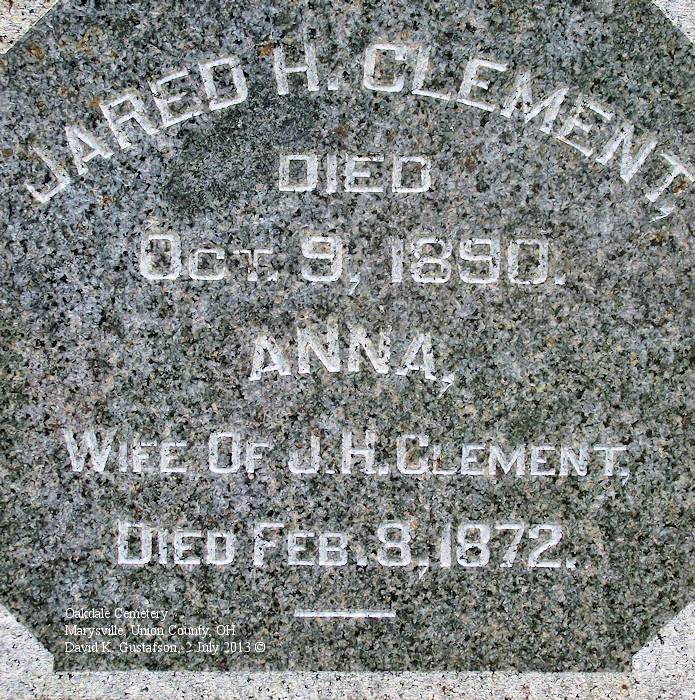 JARED H. CLEMENT,
DIED
OCT. 9, 1890.
ANNA,
WIFE OF J.H. CLEMENT,
DIED FEB. 8, 1872.
Oakdale Cemetery
Marysville, Union County, OH
David K. Gustafson, 2 July 2013 ©